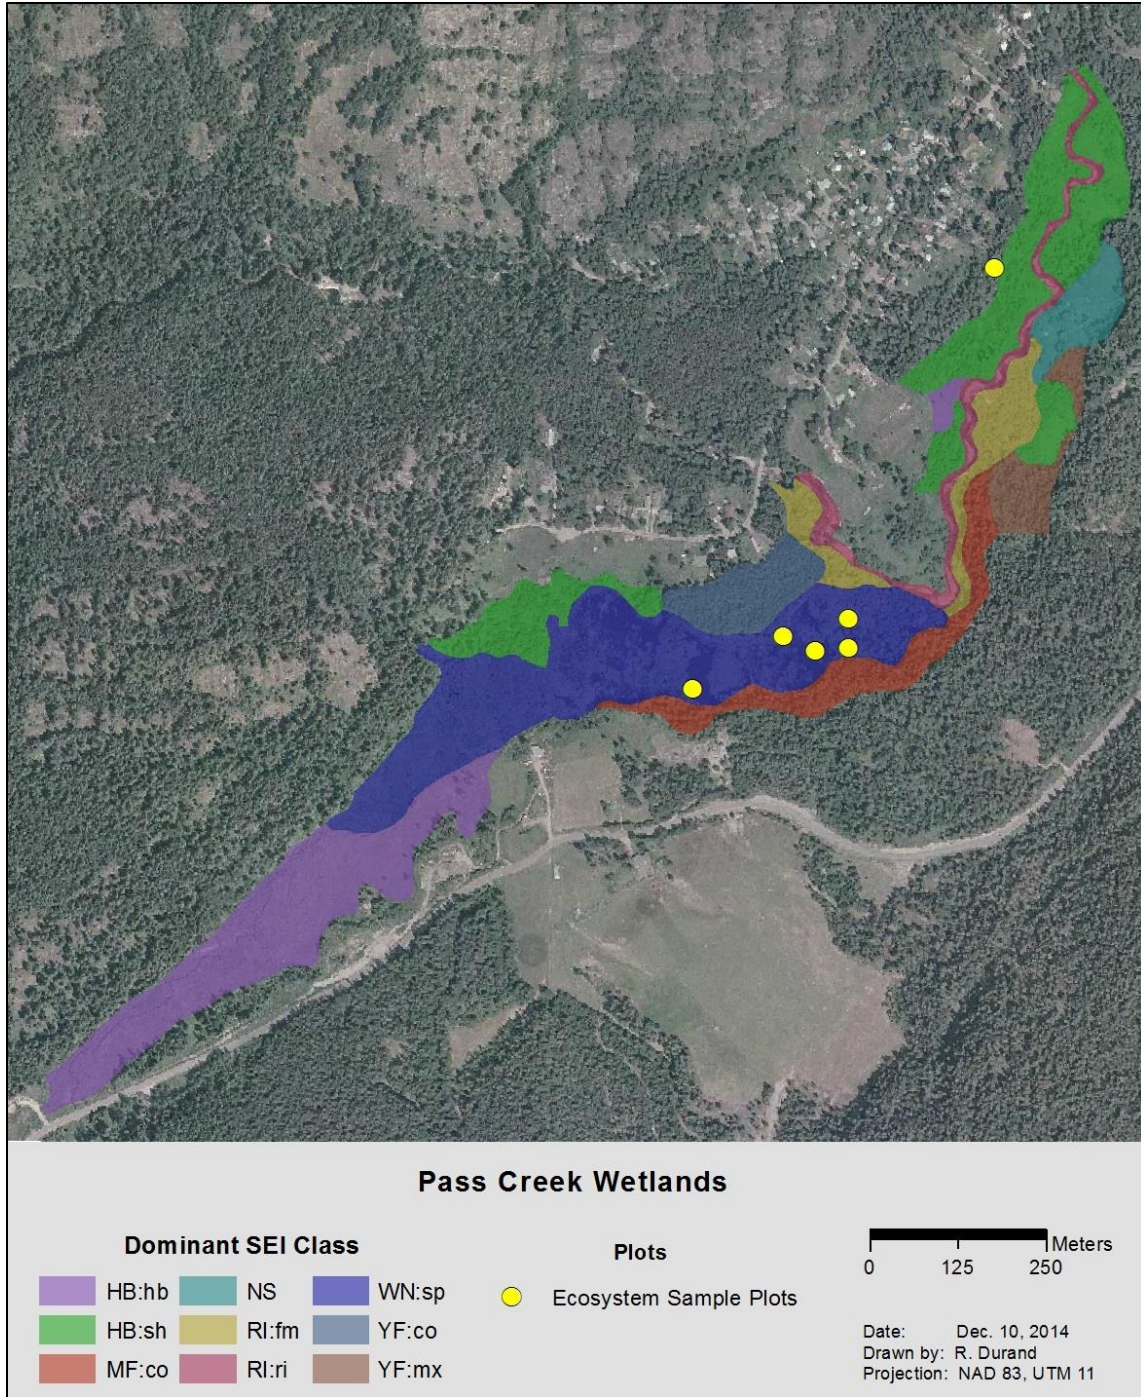 Pass Creek Wetlands
Dominant SEI Class
HB:hb
NS
WN:sp
HB:sh
RI:fm
YF:co
MF:co
RI:ri
YF:mx
Plots
Ecosystem Sample Plots
Meters
0 125 250
Date: Dec. 10, 2014
Drawn by: R. Durand
Projection: NAD 83, UTM 11